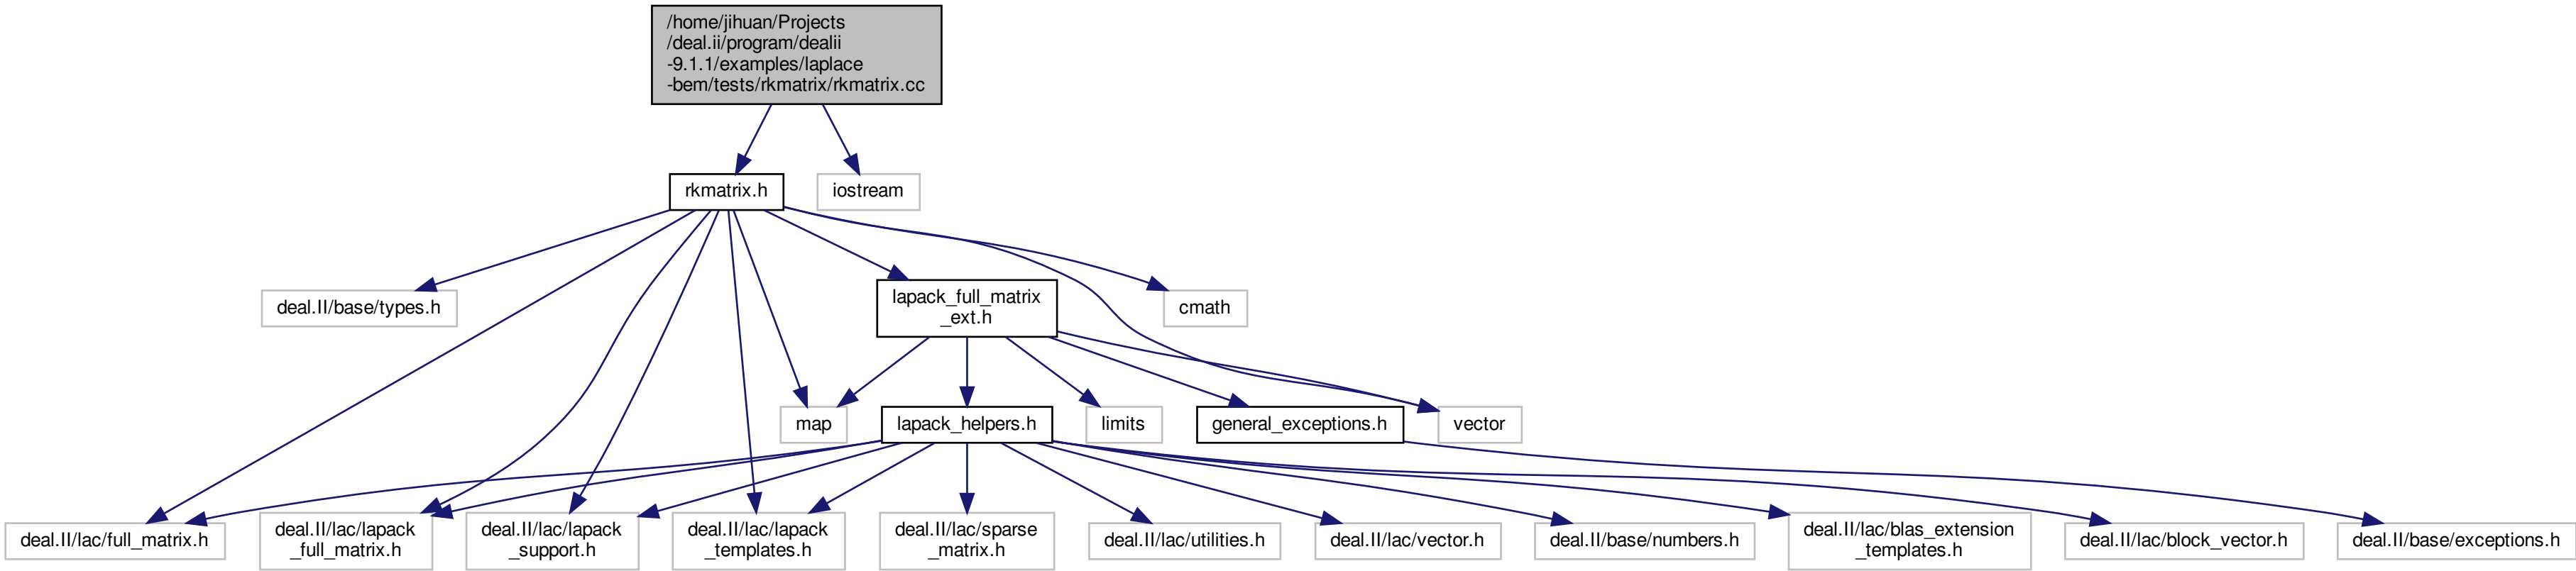 /home/jihuan/Projects
/deal.ii/program/dealii
-9.1.1/examples/laplace
-bem/tests/rkmatrix/rkmatrix.cc
rkmatrix.h
iostream
deal.II/base/types.h
lapack_full_matrix
_ext.h
cmath
map
lapack_helpers.h
limits
general_exceptions.h
vector
deal.II/lac/full_matrix.h
deal.II/lac/lapack
_full_matrix.h
deal.II/lac/lapack
_support.h
deal.II/lac/lapack
_templates.h
deal.II/lac/sparse
_matrix.h
deal.II/lac/utilities.h
deal.II/lac/vector.h
deal.II/base/numbers.h
deal.II/lac/blas_extension
_templates.h
deal.II/lac/block_vector.h
deal.II/base/exceptions.h